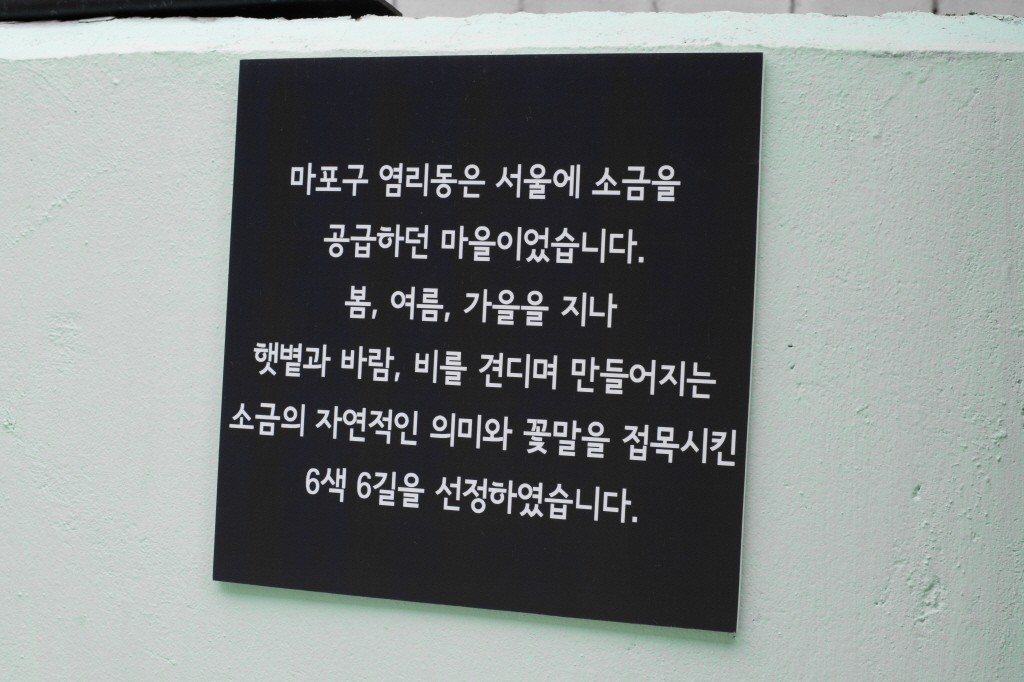 마포구 염리동은 서울에 소금을
공급하던 마을이었습니다.
봄, 여름, 가을을 지나
햇볕과 바람, 비를 견디며 만들어지는
소금의 자연적인 의미와 꽃말을 접목시킨
6색 6길을 선정하였습니다.